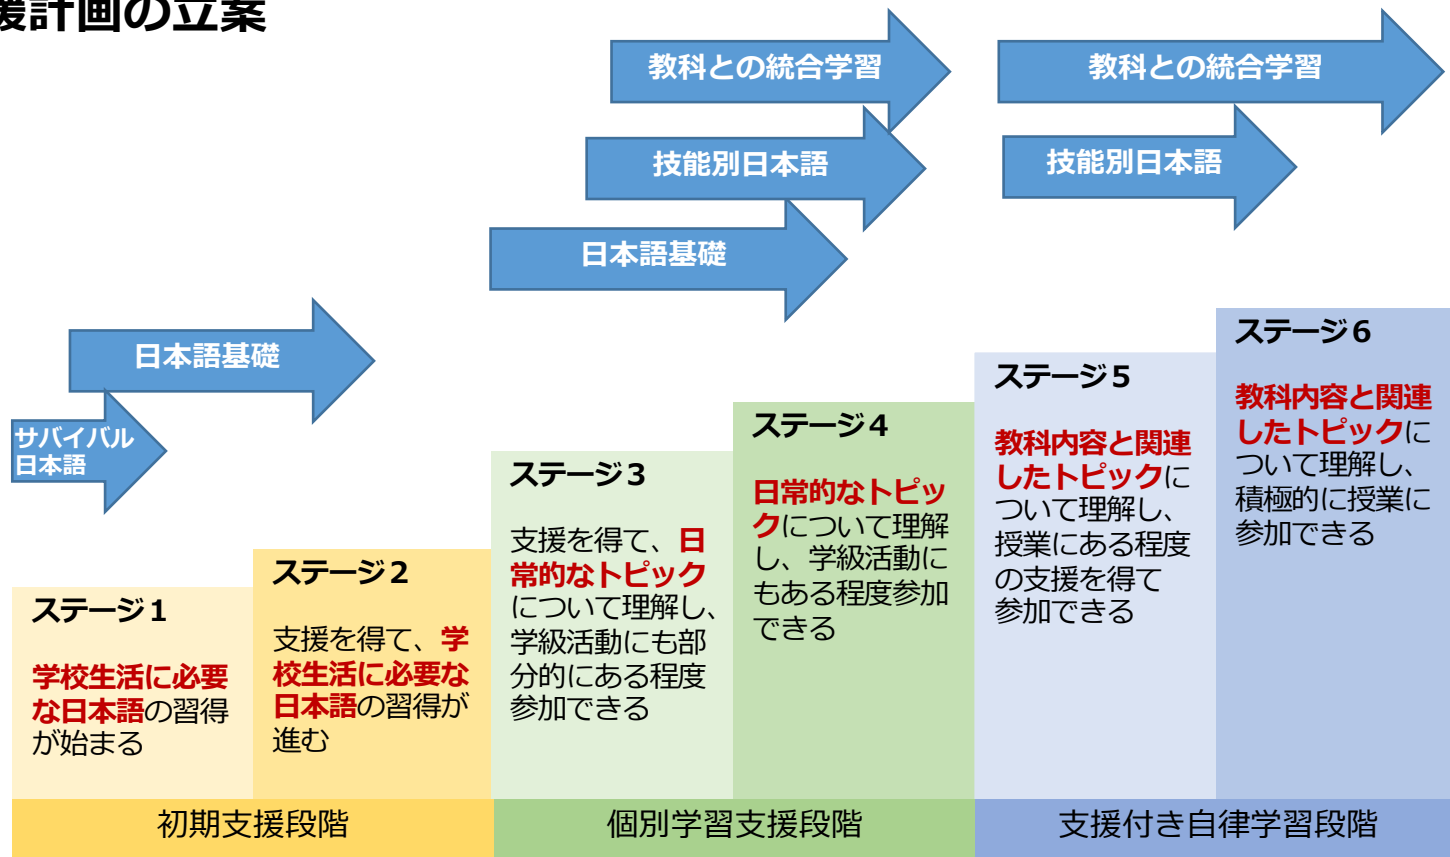 援計画の立案
教科との統合学習
教科との統合学習
技能別日本語
技能別日本語
日本語基礎
日本語基礎
サバイバル
日本語
ステージ1
学校生活に必要
な日本語の習得
が始まる
ステージ2
支援を得て、学
校生活に必要な
日本語の習得が
進む
ステージ3
支援を得て、日
常的なトピック
について理解し、
学級活動にも部
分的にある程度
参加できる
ステージ4
日常的なトピッ
クについて理解
し、学級活動に
もある程度参加
できる
ステージ5
教科内容と関連
したトピックに
ついて理解し、
授業にある程度
の支援を得て
参加できる
ステージ6
教科内容と関連
したトピックに
ついて理解し、
積極的に授業に
参加できる
初期支援段階
個別学習支援段階
支援付き自律学習段階